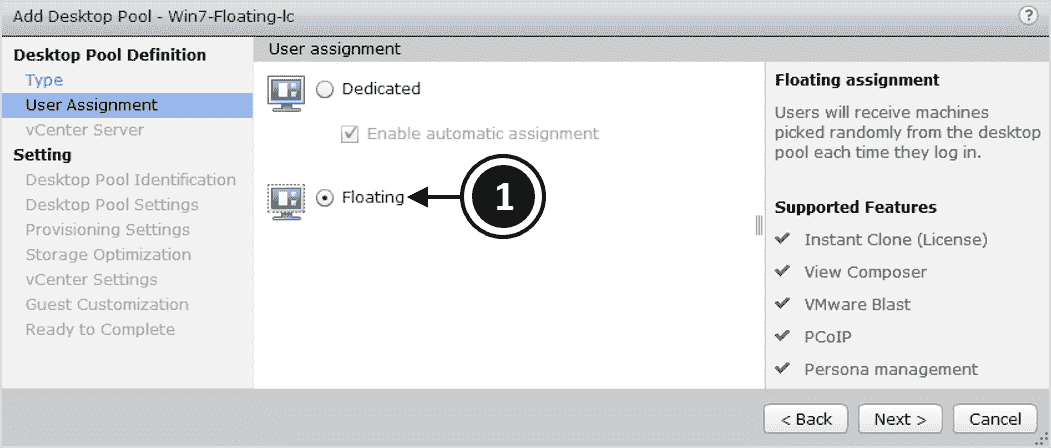 Add Desktop Pool - Win7-Floating-lc
?
Desktop Pool Definition
Type
User Assignment
vCenter Server
Setting
Desktop Pool Identification
Desktop Pool Settings
Provisioning Settings
Storage Optimization
vCenter Settings
Guest Customization
Ready to Complete
User assignment
Dedicated
Enable automatic assignment
Floating
1
Floating assignment
Users will receive machines
picked randomly from the desktop
pool each time they log in.
Supported Features
Instant Clone (License)
View Composer
VMware Blast
PCoIP
Persona management
< Back
Next >
Cancel